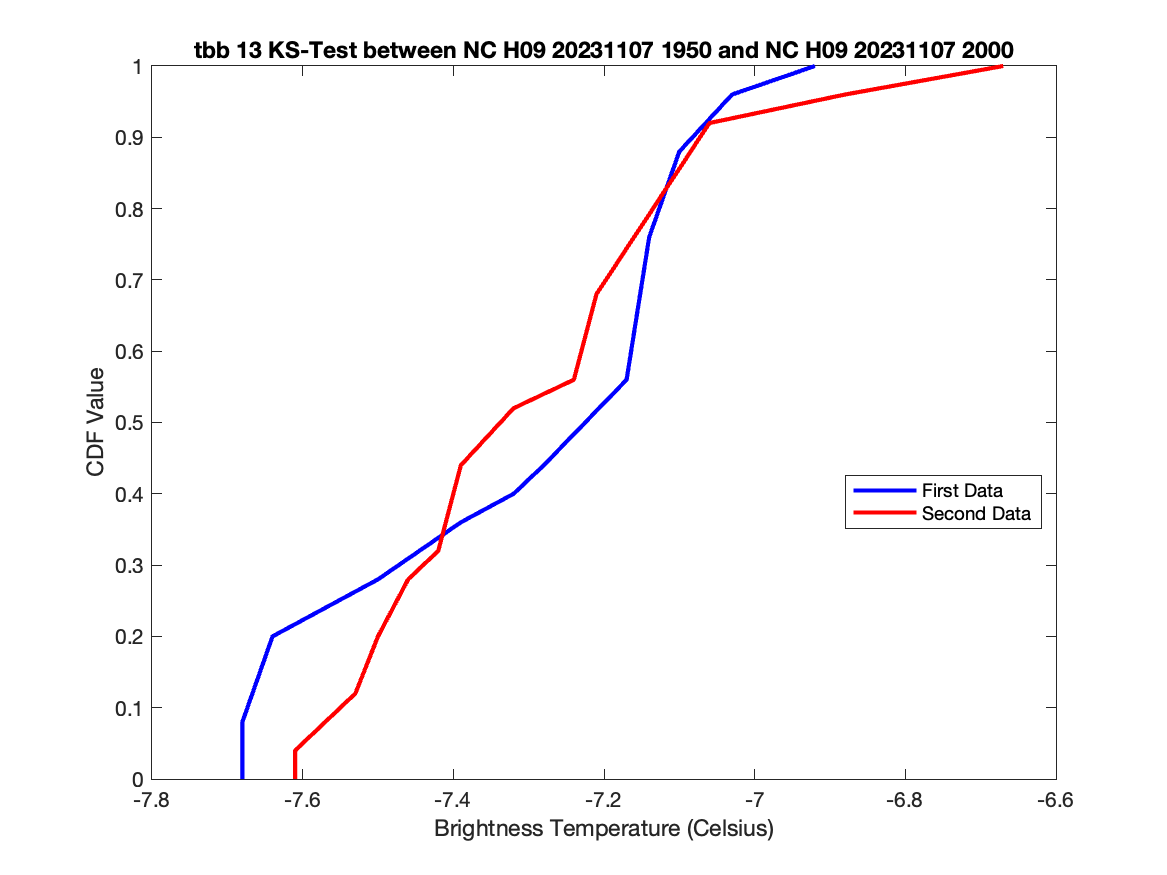 tbb 13 KS-Test between NC H09 20231107 1950 and NC H09 20231107 2000
1
0.9
0.8
0.7
0.6
0.5
0.4
0.3
0.2
0.1
0
CDF Value
First Data
Second Data
-7.8 -7.6 -7.4 -7.2 -7 -6.8 -6.6
Brightness Temperature (Celsius)